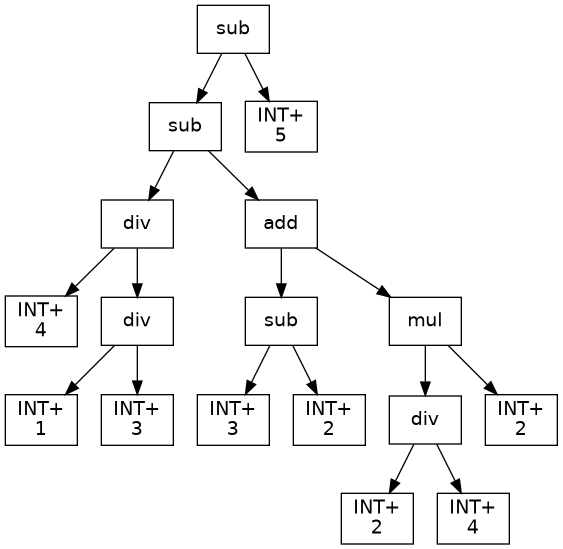 sub
sub
INT+
5
div
add
INT+
4
div
sub
mul
INT+
1
INT+
3
INT+
3
INT+
2
div
INT+
2
INT+
2
INT+
4